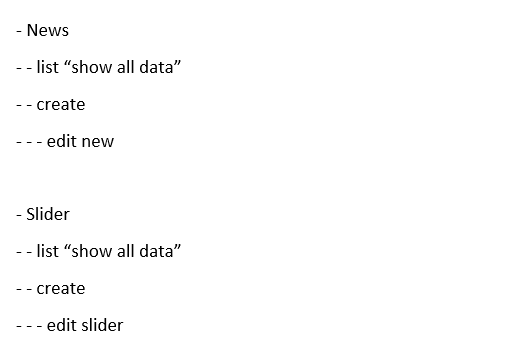 - News
- - list “show all data”
- - create
- - - edit new
- Slider
- - list “show all data”
- - create
- - - edit slider